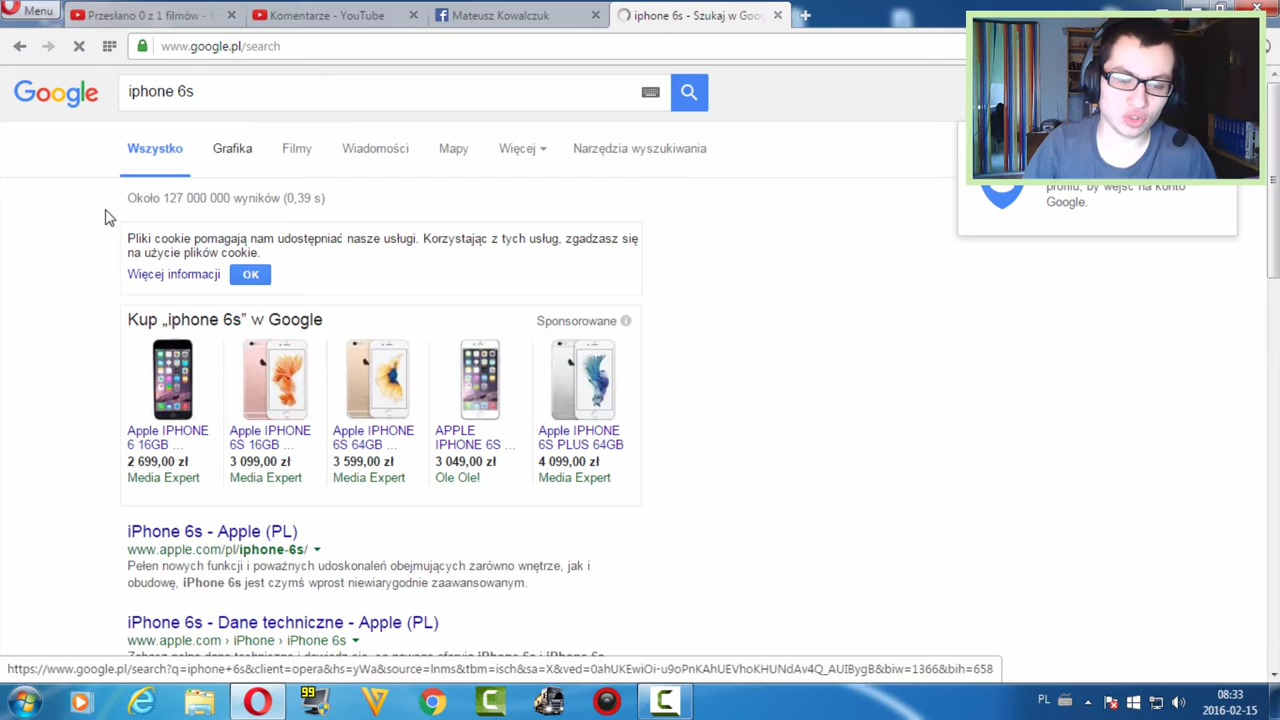 Menu
Przesłano 0 z 1 filmów -
Komentarze - YouTube
Mateusz Kowalczuk
iphone 6s - Szukaj w Goog
www.google.pl/search
Google
iphone 6s
Wszystko
Grafika
Filmy
Wiadomości
Mapy
Więcej
Narzędzia wyszukiwania
profilu, by wejść na konto
Google.
Około 127 000 000 wyników (0,39 s)
Pliki cookie pomagają nam udostępniać nasze usługi. Korzystając z tych usług, zgadzasz się
na użycie plików cookie.
Więcej informacji
OK
Kup „iphone 6s" w Google
Sponsorowane
Apple IPHONE
6 16GB ...
2 699,00 zł
Media Expert
Apple IPHONE
6S 16GB ...
3 099,00 zł
Media Expert
Apple IPHONE
6S 64GB ...
3 599,00 zł
Media Expert
APPLE
IPHONE 6S ...
3 049,00 zł
Ole Ole!
Apple IPHONE
6S PLUS 64GB
4 099,00 zł
Media Expert
iPhone 6s - Apple (PL)
www.apple.com/pl/iphone-6s/
Pełen nowych funkcji i poważnych udoskonaleń obejmujących zarówno wnętrze, jak i
obudowę, iPhone 6s jest czymś wprost niewiarygodnie zaawansowanym.
iPhone 6s - Dane techniczne - Apple (PL)
www.apple.com › iPhone › iPhone 6s
https://www.google.pl/search?q=iphone+6s&client=opera&hs=yWa&source=lnms&tbm=isch&sa=X&ved=0ahUKEwiOi-u9oPnKAhUEVhoKHUNdAv4Q_AUIBygB&biw=1366&bih=658
99
PL
08:33
2016-02-15